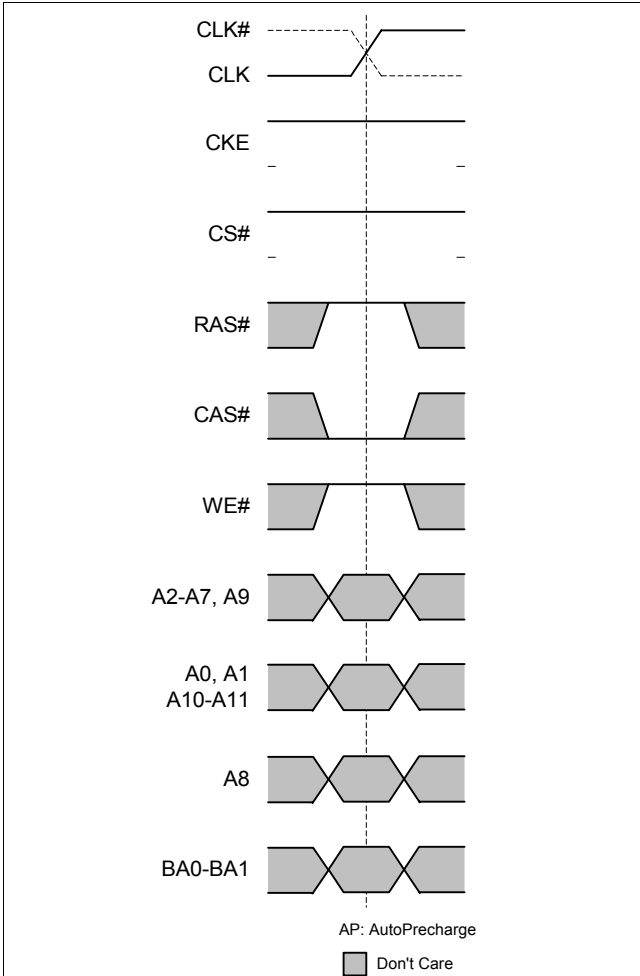 CLK#
CLK
CKE
CS#
RAS#
CAS#
WE#
A2-A7, A9
A0, A1
A10-A11
A8
BA0-BA1
AP: AutoPrecharge
Don't Care